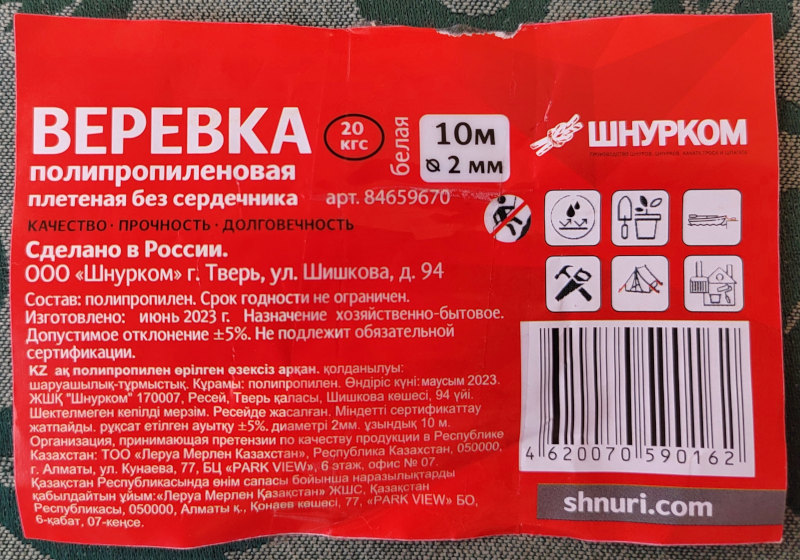 ВЕРЕВКА
полипропиленовая
плетеная без сердечника
20 кгс
белая
10м
⌀ 2 мм
арт. 84659670
ШНУРКОМ
КАЧЕСТВО · ПРОЧНОСТЬ · ДОЛГОВЕЧНОСТЬ
Сделано в России.
ООО «Шнурком» г. Тверь, ул. Шишкова, д. 94
Состав: полипропилен. Срок годности не ограничен.
Изготовлено: июнь 2023 г. Назначение хозяйственно-бытовое.
Допустимое отклонение ±5%. Не подлежит обязательной
сертификации.
KZ ақ полипропилен өрілген өзексіз арқан. қолданылуы:
шаруашылық-тұрмыстық. Құрамы: полипропилен. Өндіріс күні: маусым 2023.
ЖШҚ "Шнурком" 170007, Ресей, Тверь қаласы, Шишкова көшесі, 94 үйі.
Шектелмеген кепілді мерзім. Ресейде жасалған. Міндетті сертификаттау
жатпайды. рұқсат етілген ауытқу ±5%. диаметрі 2мм. ұзындық 10 м.
Организация, принимающая претензии по качеству продукции в Республике
Казахстан: ТОО «Леруа Мерлен Казахстан», Республика Казахстан, 050000,
г. Алматы, ул. Кунаева, 77, БЦ «PARK VIEW», 6 этаж, офис № 07.
Қазақстан Республикасында өнім сапасы бойынша наразылықтарды
қабылдайтын ұйым: «Леруа Мерлен Қазақстан» ЖШС, Қазақстан
Республикасы, 050000, Алматы қ., Қонаев көшесі, 77, «PARK VIEW» БО,
6-қабат, 07-кеңсе.
4 620070 590162
shnuri.com